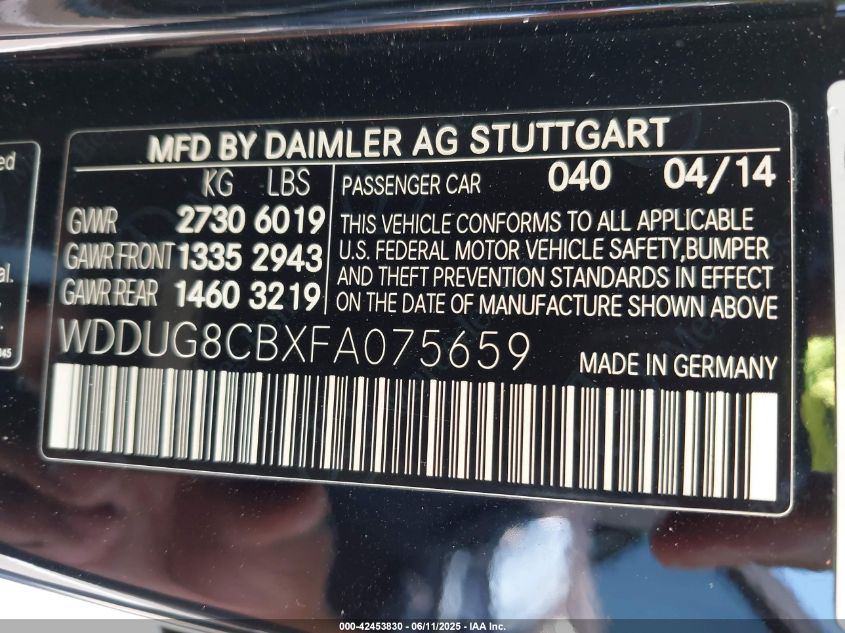 MFD BY DAIMLER AG STUTTGART
KG LBS
GVWR 2730 6019
GAWR FRONT 1335 2943
GAWR REAR 1460 3219
PASSENGER CAR 040 04/14
THIS VEHICLE CONFORMS TO ALL APPLICABLE
U.S. FEDERAL MOTOR VEHICLE SAFETY,BUMPER
AND THEFT PREVENTION STANDARDS IN EFFECT
ON THE DATE OF MANUFACTURE SHOWN ABOVE
WDDUG8CBXFA075659
MADE IN GERMANY
000-42453830 - 06/11/2025 - IAA Inc.